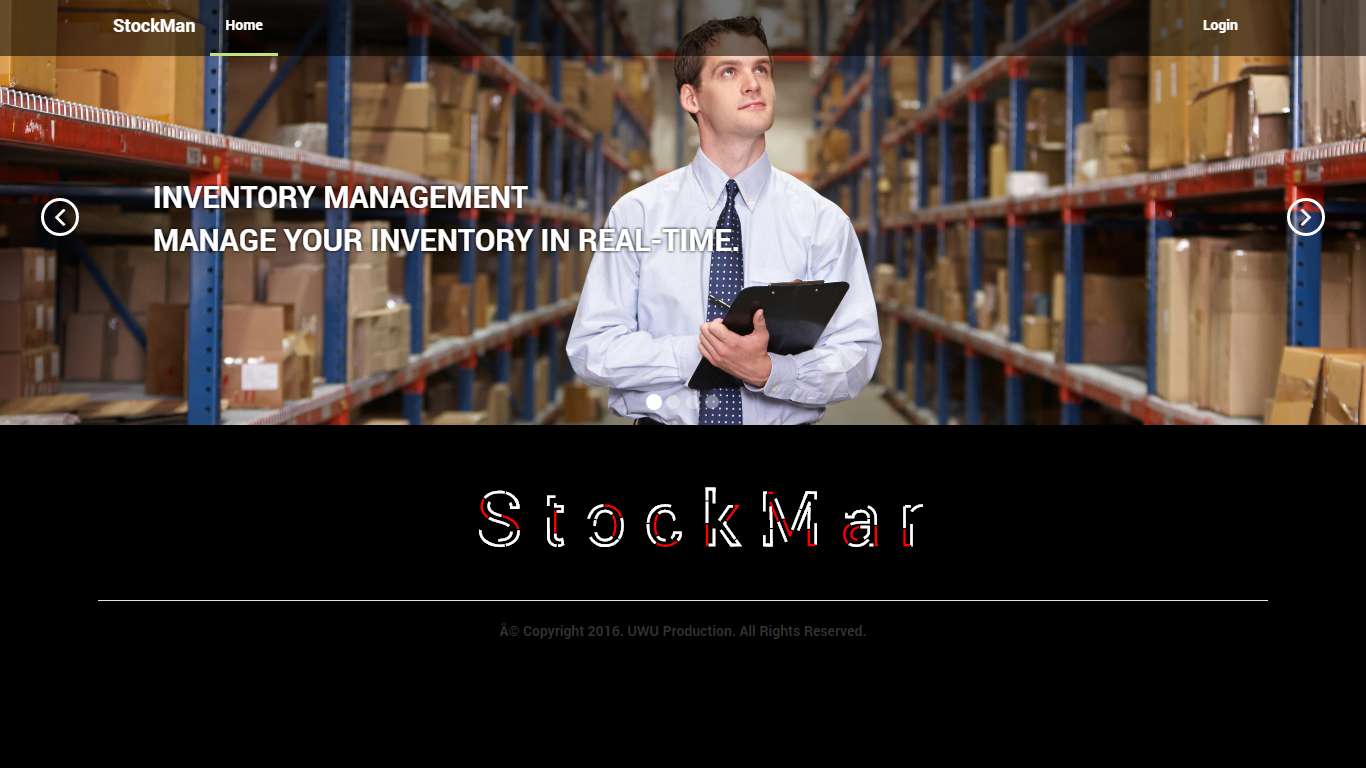 StockMan Home Login
INVENTORY MANAGEMENT
MANAGE YOUR INVENTORY IN REAL-TIME.
StockMar
Â© Copyright 2016. UWU Production. All Rights Reserved.